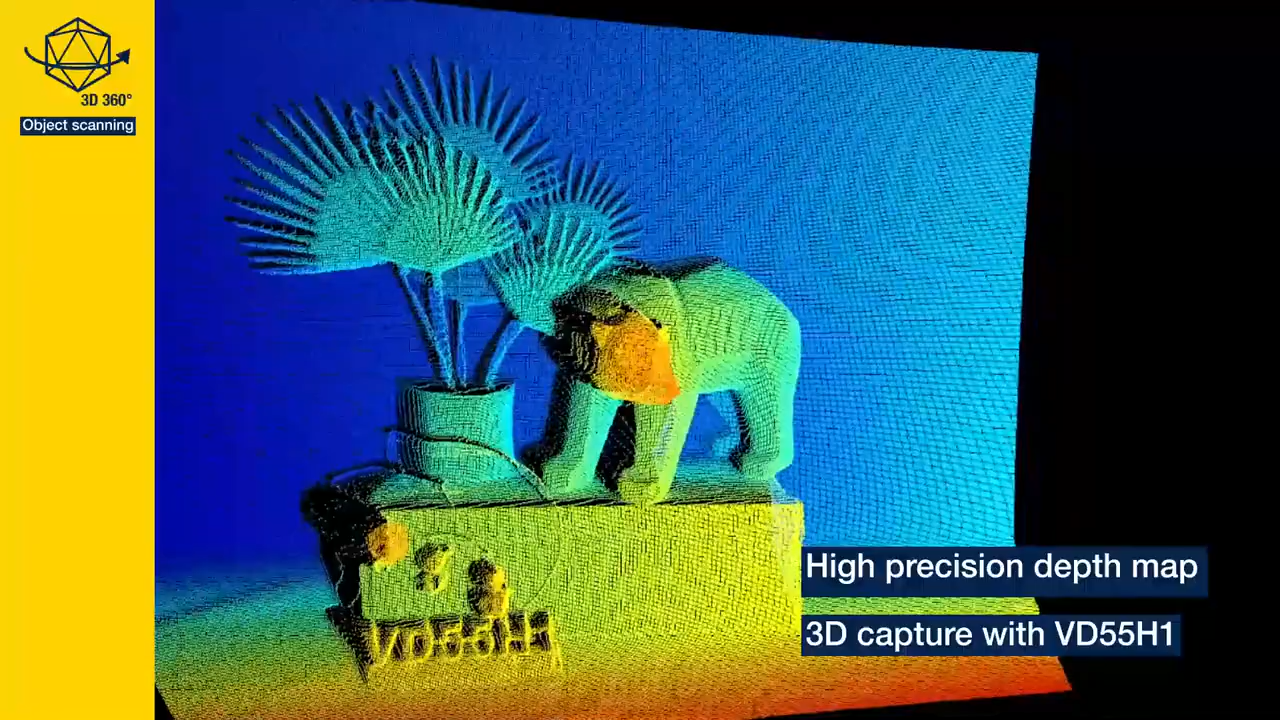 3D 360°
Object scanning
High precision depth map
3D capture with VD55H1
VD55H1